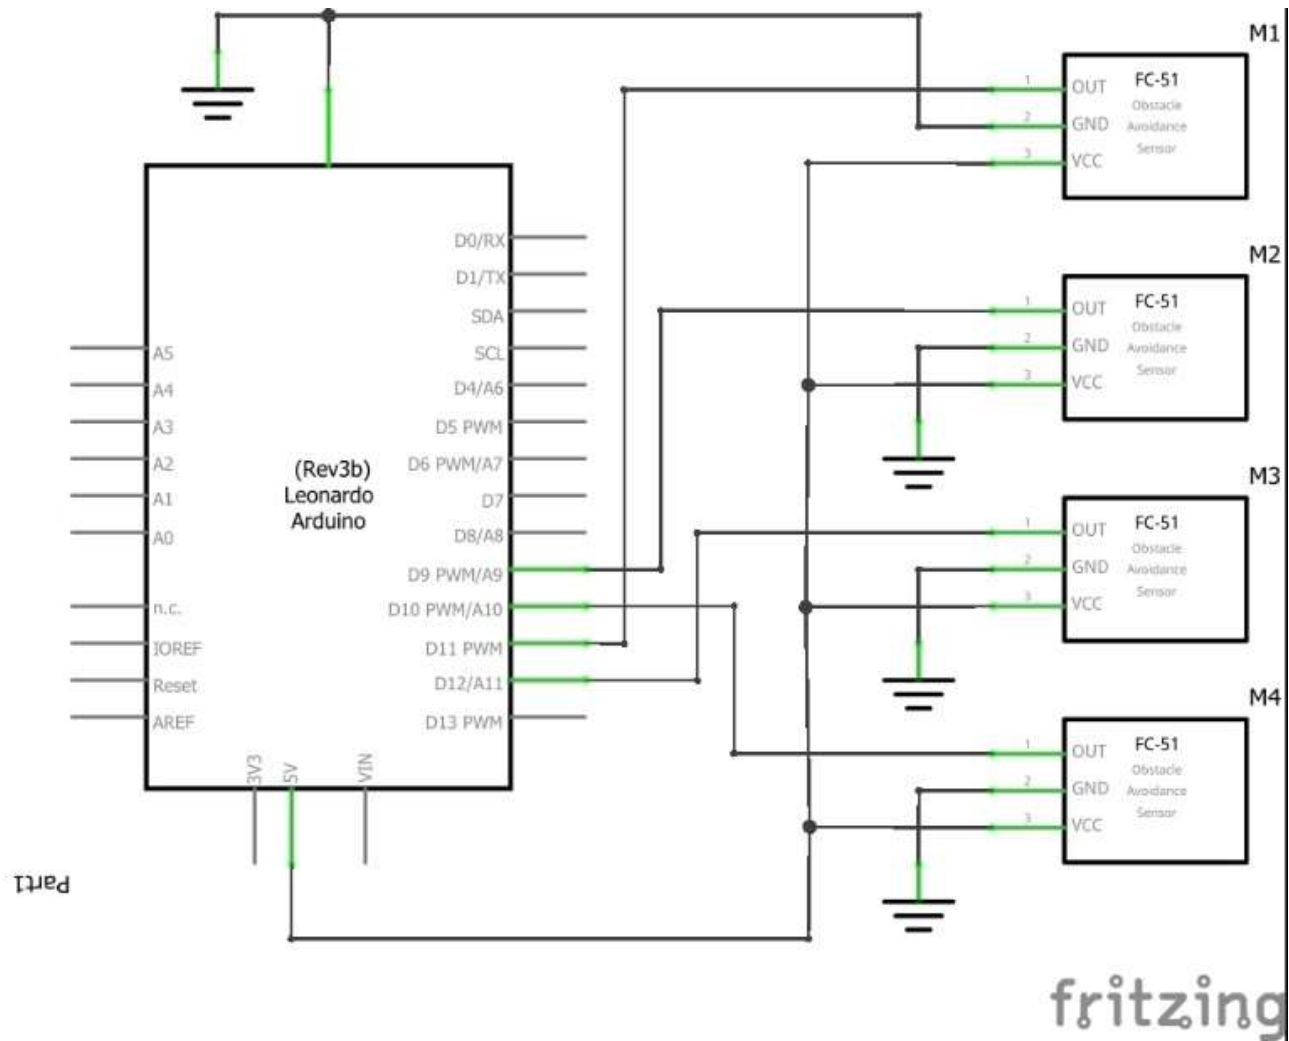 M1
1 OUT
2 GND
3 VCC
FC-51
Obstacle
Avoidance
Sensor
M2
1 OUT
2 GND
3 VCC
FC-51
Obstacle
Avoidance
Sensor
M3
1 OUT
2 GND
3 VCC
FC-51
Obstacle
Avoidance
Sensor
M4
1 OUT
2 GND
3 VCC
FC-51
Obstacle
Avoidance
Sensor
D0/RX
D1/TX
SDA
SCL
D4/A6
D5 PWM
D6 PWM/A7
D7
D8/A8
D9 PWM/A9
D10 PWM/A10
D11 PWM
D12/A11
D13 PWM
A5
A4
A3
A2
A1
A0
n.c.
IOREF
Reset
AREF
(Rev3b)
Leonardo
Arduino
3V3
5V
VIN
Part1
fritzing